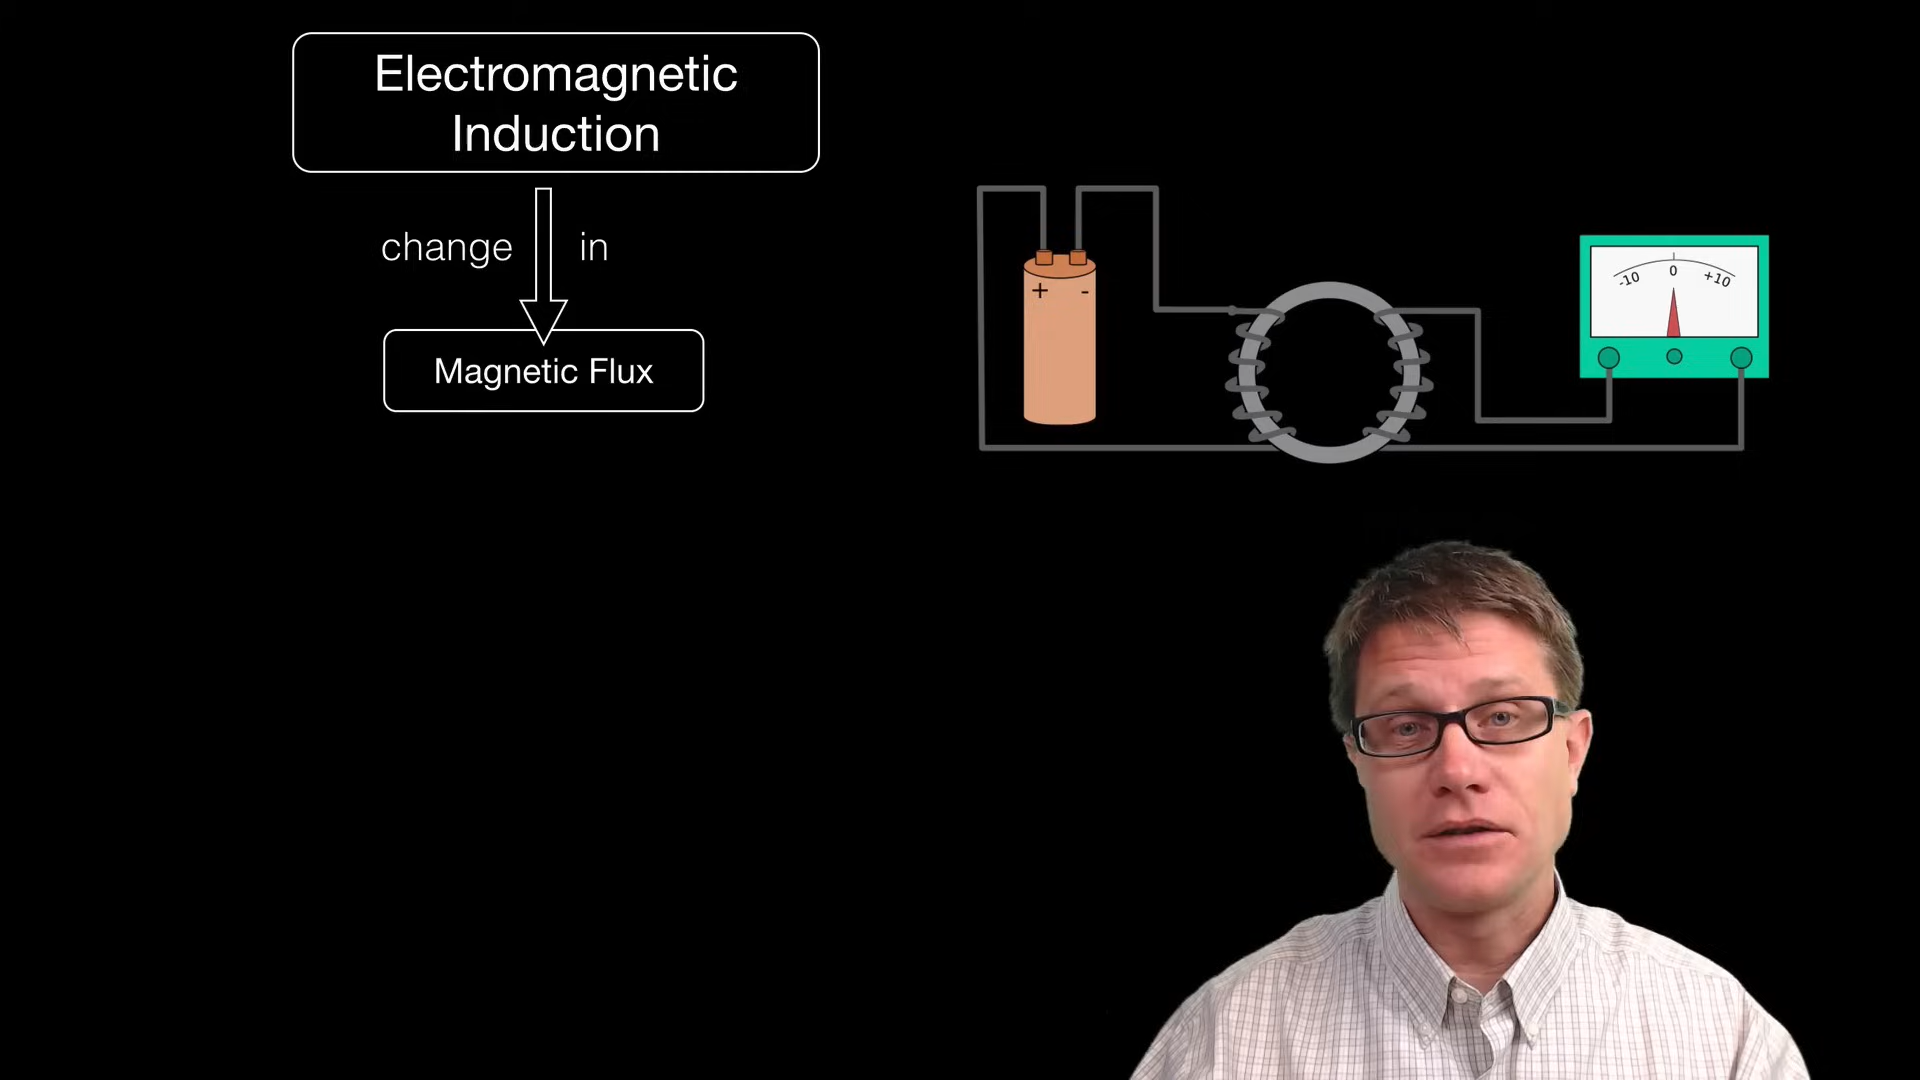 Electromagnetic
Induction
change in
Magnetic Flux
+ -
-10 0 +10